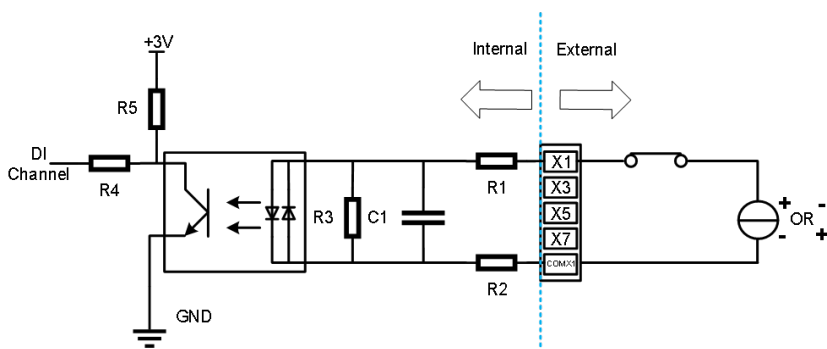 +3V
Internal
External
R5
DI
Channel
R4
R3
C1
R1
X1
X3
X5
X7
COMX1
R2
+ -
OR
- +
GND